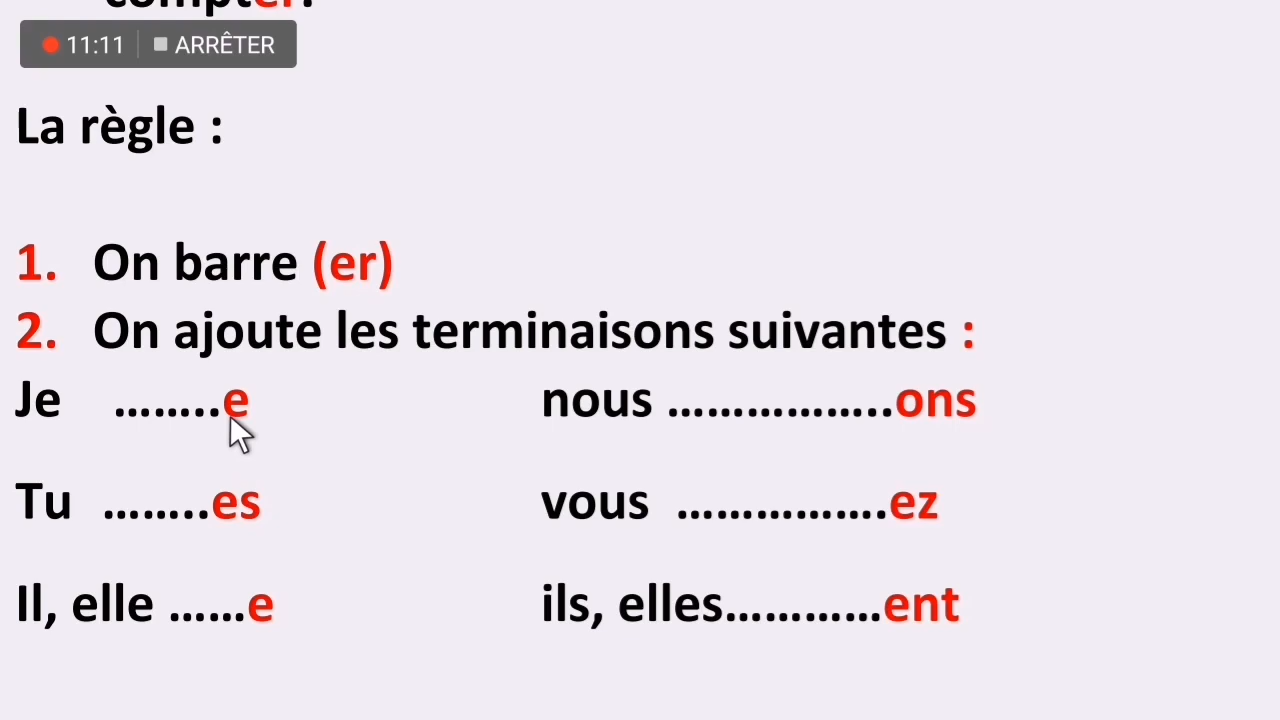 compter.
11:11 ARRÊTER
La règle :
1. On barre (er)
2. On ajoute les terminaisons suivantes :
Je ……..e nous ……………..ons
Tu ……..es vous …………….ez
Il, elle ……e ils, elles…………ent